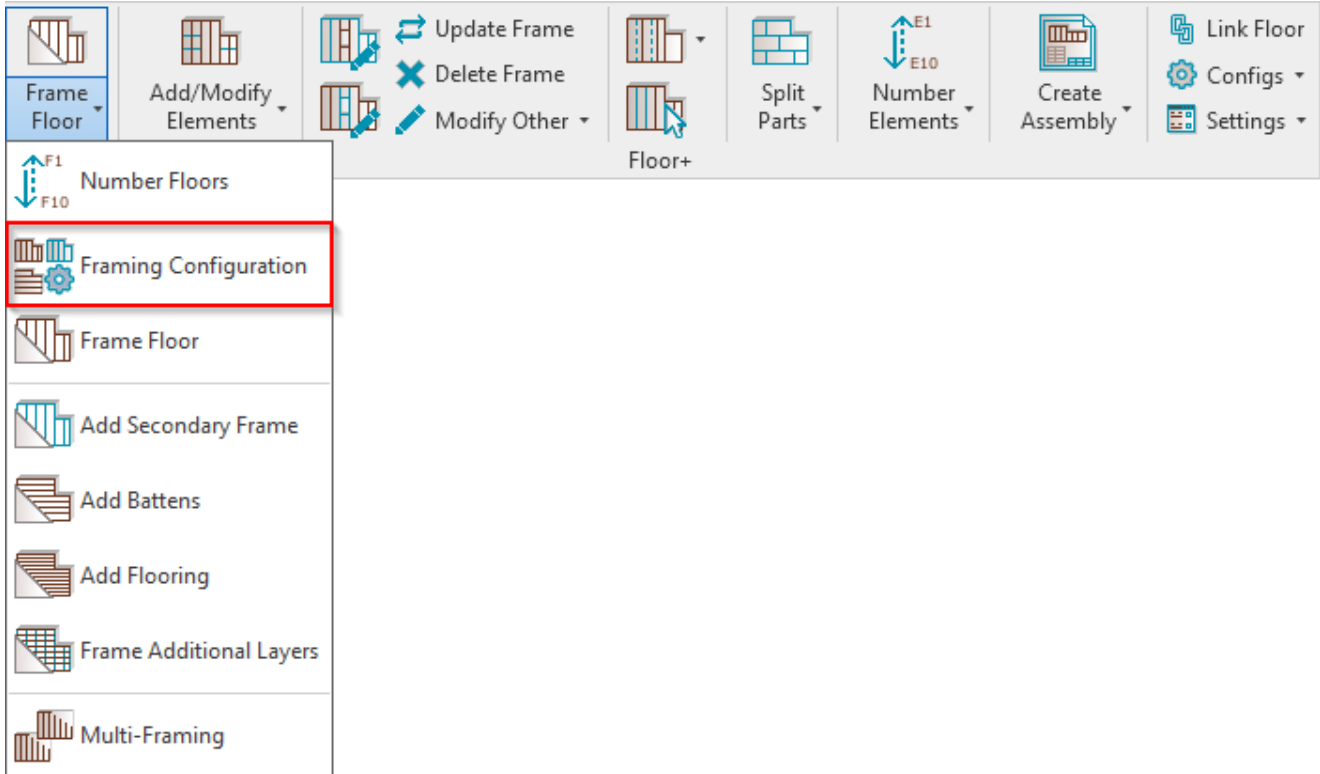 Frame
Floor
Add/Modify
Elements
Update Frame
Delete Frame
Modify Other
Split
Parts
E1
E10
Number
Elements
Create
Assembly
Link Floor
Configs
Settings
Floor+
F1
F10
Number Floors
Framing Configuration
Frame Floor
Add Secondary Frame
Add Battens
Add Flooring
Frame Additional Layers
Multi-Framing